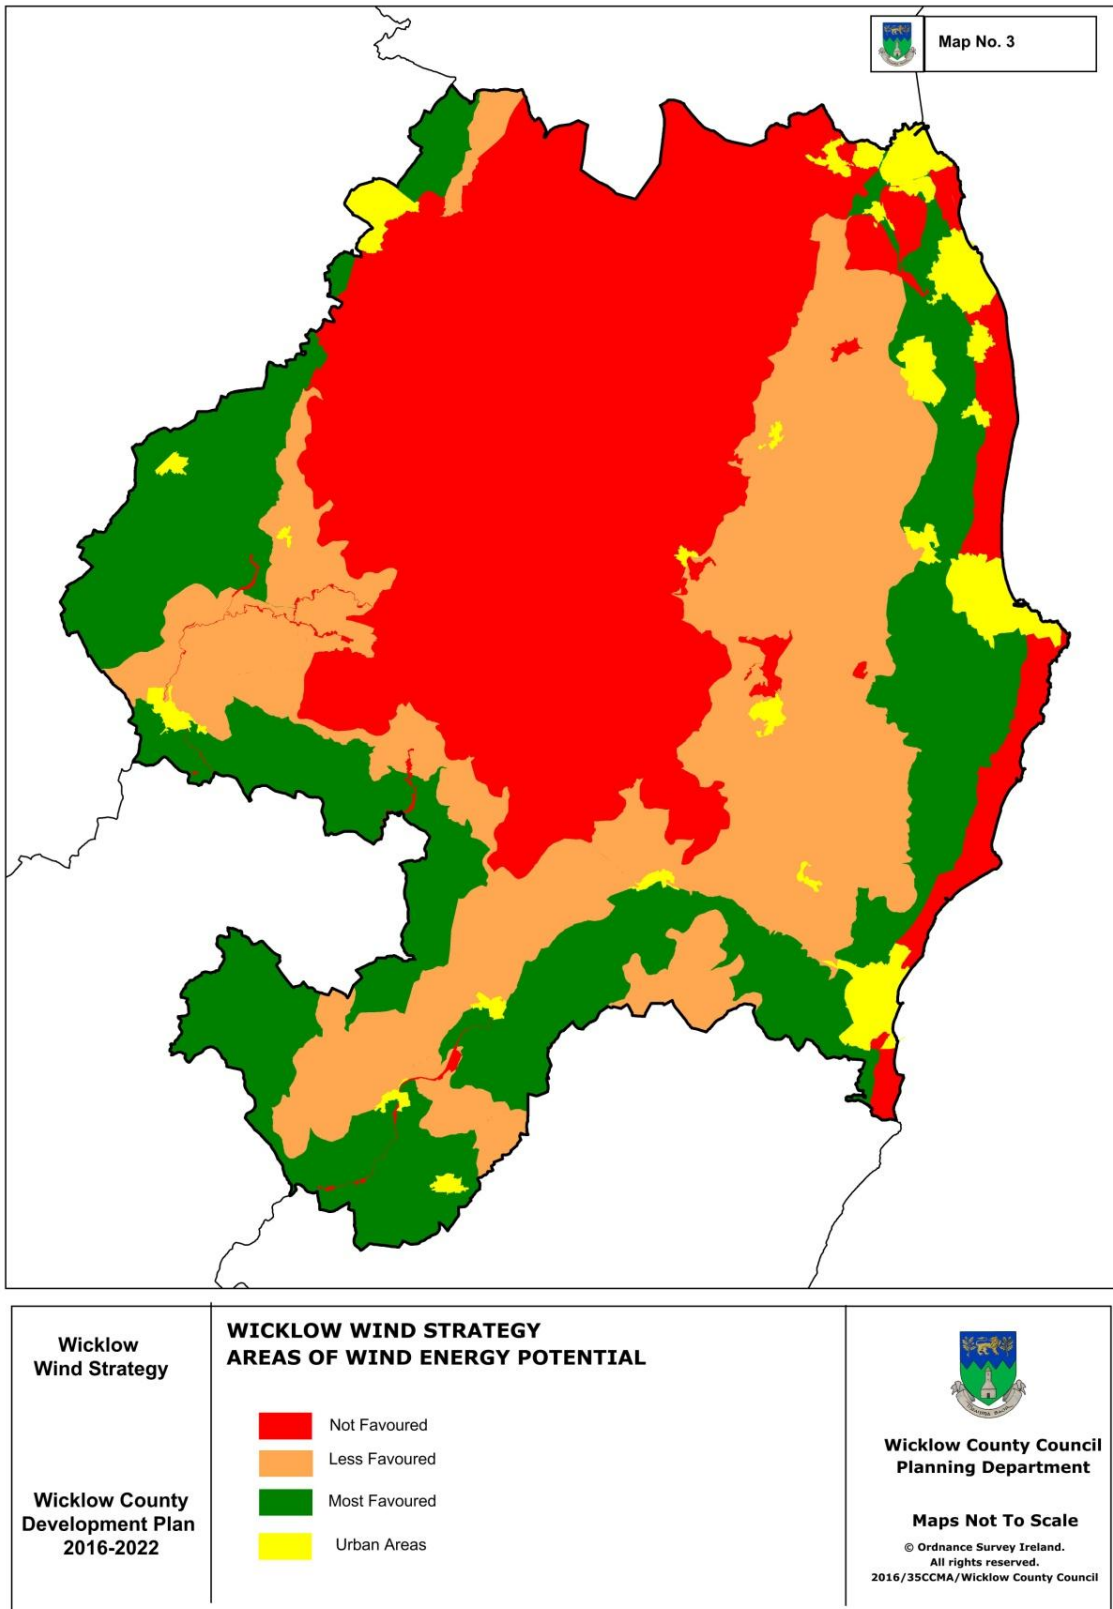 Map No. 3
Wicklow
Wind Strategy
Wicklow County
Development Plan
2016-2022
WICKLOW WIND STRATEGY
AREAS OF WIND ENERGY POTENTIAL
Not Favoured
Less Favoured
Most Favoured
Urban Areas
Wicklow County Council
Planning Department
Maps Not To Scale
© Ordnance Survey Ireland.
All rights reserved.
2016/35CCMA/Wicklow County Council